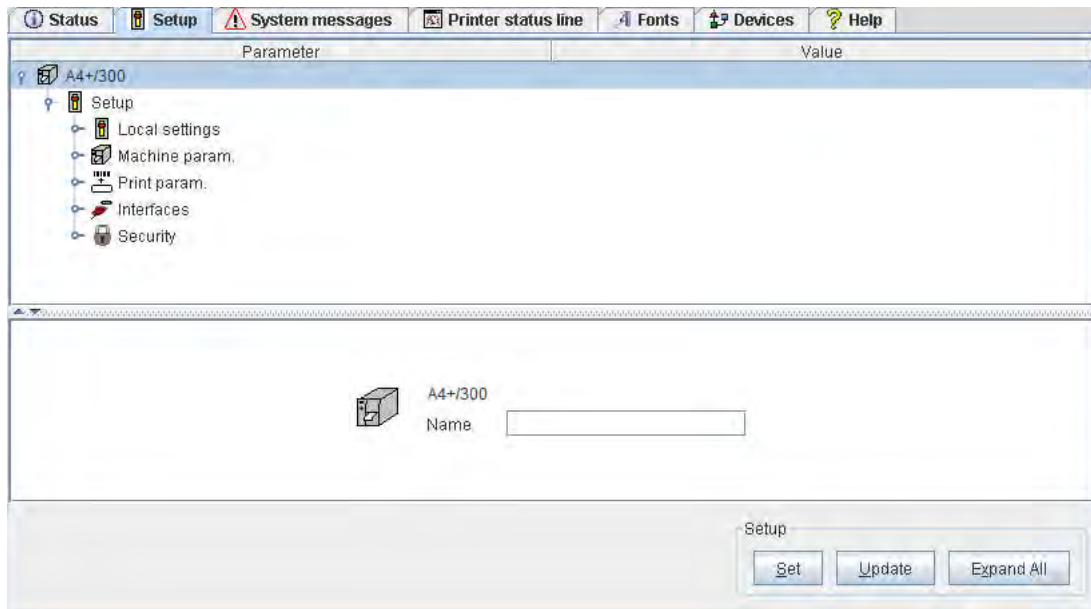 Status Setup System messages Printer status line Fonts Devices Help
Parameter Value
A4+/300
Setup
Local settings
Machine param.
Print param.
Interfaces
Security
A4+/300
Name
Setup
Set Update Expand All